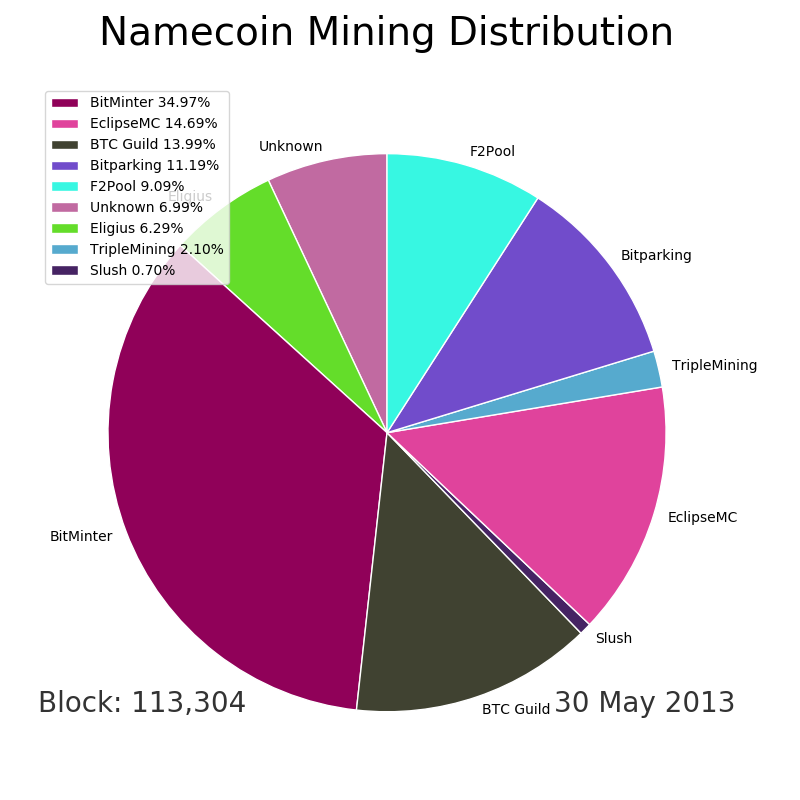 Namecoin Mining Distribution
BitMinter 34.97%
EclipseMC 14.69%
BTC Guild 13.99%
Bitparking 11.19%
F2Pool 9.09%
Unknown 6.99%
Eligius 6.29%
TripleMining 2.10%
Slush 0.70%
Unknown
F2Pool
Eligius
Bitparking
TripleMining
EclipseMC
BitMinter
Slush
BTC Guild
Block: 113,304
30 May 2013